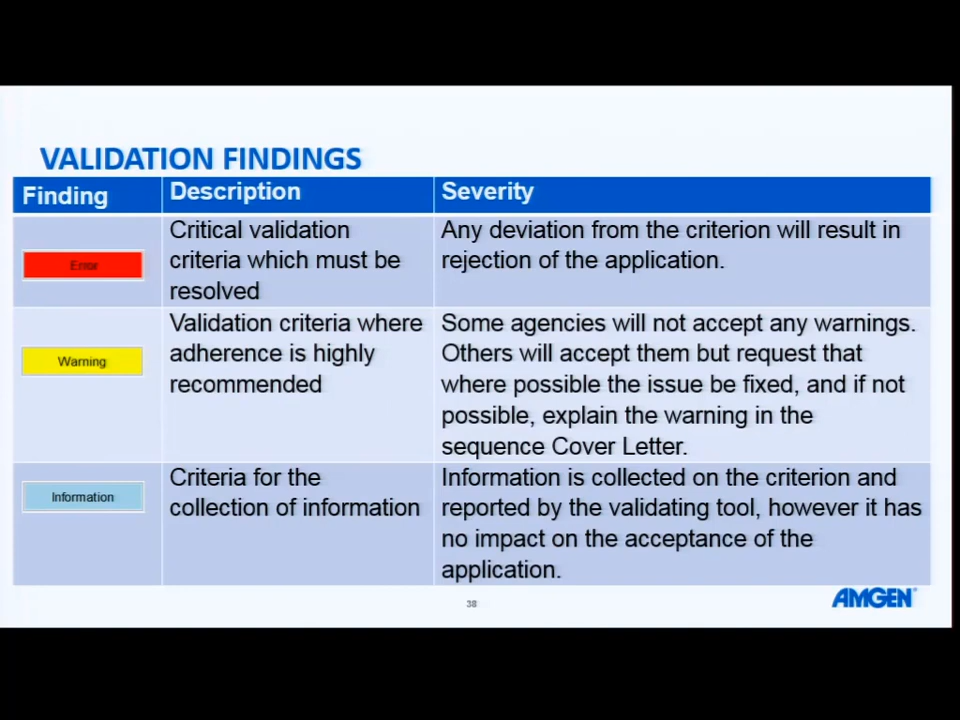 VALIDATION FINDINGS
Finding
Description
Severity
Error
Critical validation
criteria which must be
resolved
Any deviation from the criterion will result in
rejection of the application.
Warning
Validation criteria where
adherence is highly
recommended
Some agencies will not accept any warnings.
Others will accept them but request that
where possible the issue be fixed, and if not
possible, explain the warning in the
sequence Cover Letter.
Information
Criteria for the
collection of information
Information is collected on the criterion and
reported by the validating tool, however it has
no impact on the acceptance of the
application.
38
AMGEN®